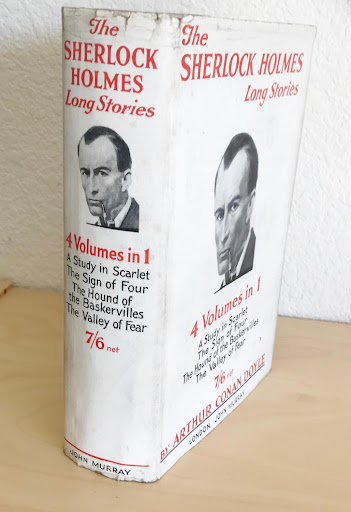 The
SHERLOCK
HOLMES
Long Stories
4 Volumes in 1
A Study in Scarlet
The Sign of Four
The Hound of
the Baskervilles
The Valley of Fear
7/6 net
JOHN MURRAY
The
SHERLOCK HOLMES
Long Stories
4 Volumes in 1
A Study in Scarlet
The Sign of Four
The Hound of the Baskervilles
The Valley of Fear
7/6 net
BY ARTHUR CONAN DOYLE
LONDON, JOHN MURRAY